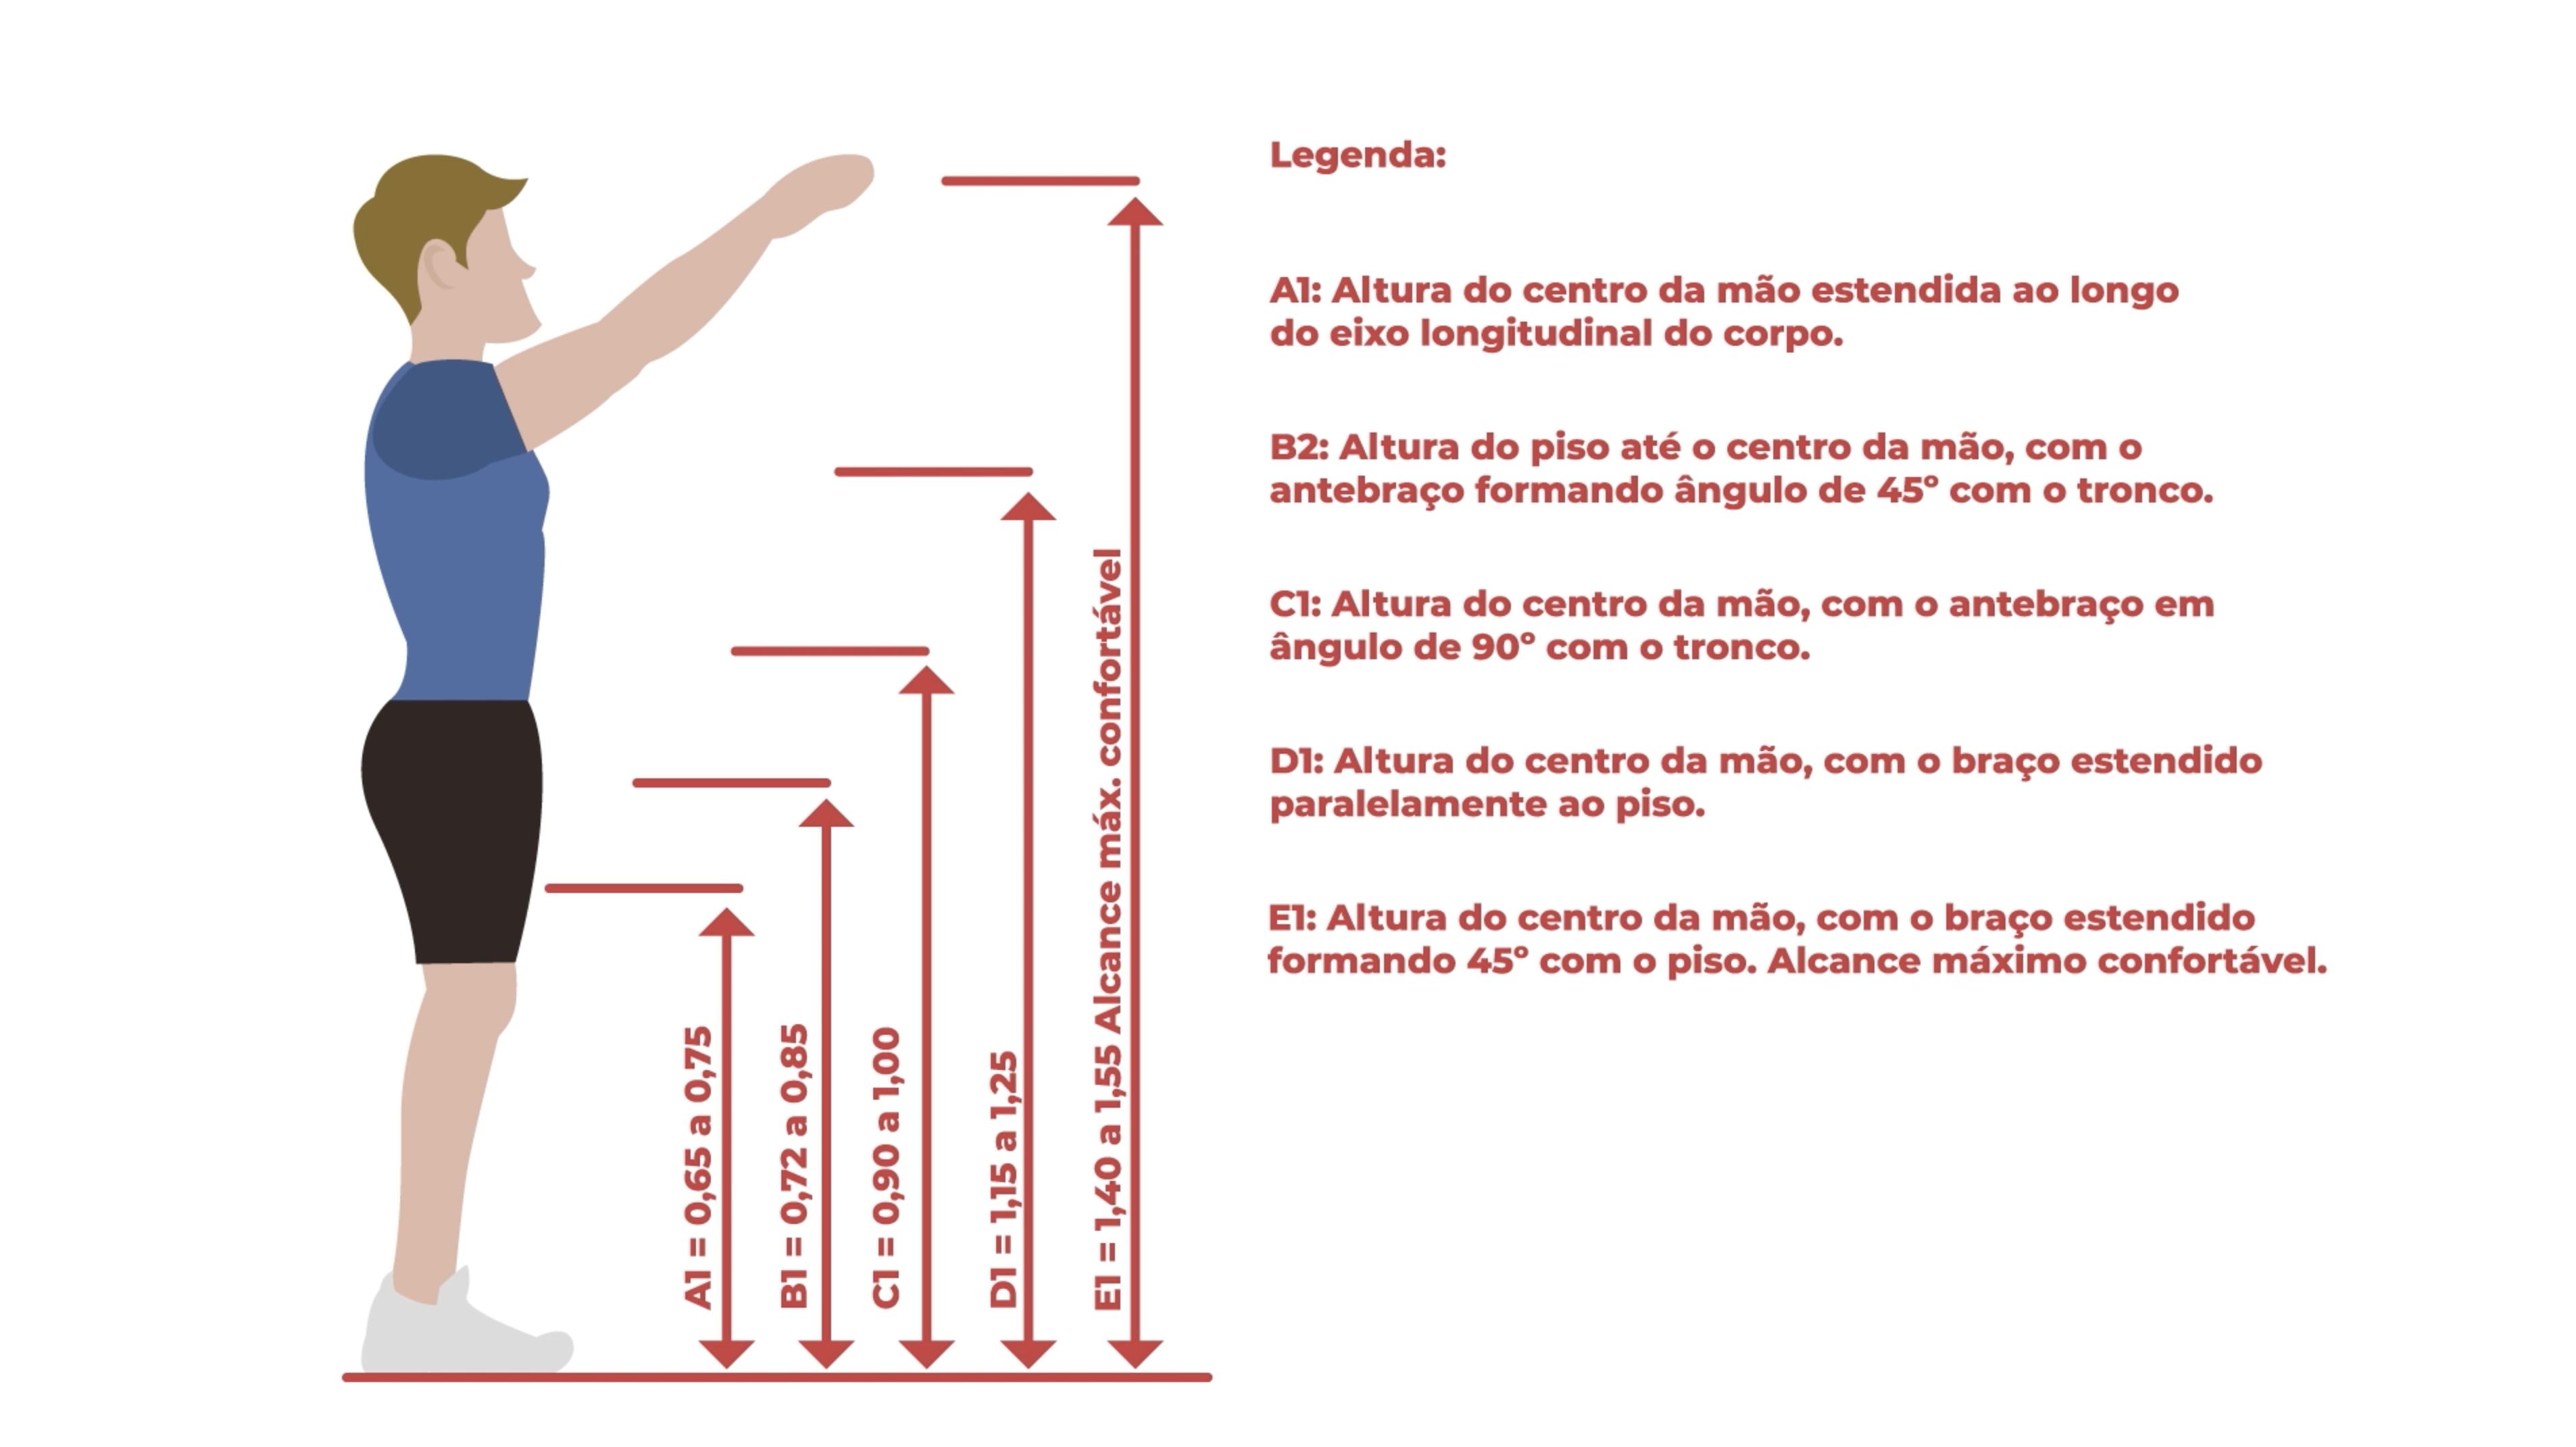 A1 = 0,65 a 0,75
B1 = 0,72 a 0,85
C1 = 0,90 a 1,00
D1 = 1,15 a 1,25
E1 = 1,40 a 1,55 Alcance máx. confortável
Legenda:
A1: Altura do centro da mão estendida ao longo
do eixo longitudinal do corpo.
B2: Altura do piso até o centro da mão, com o
antebraço formando ângulo de 45º com o tronco.
C1: Altura do centro da mão, com o antebraço em
ângulo de 90º com o tronco.
D1: Altura do centro da mão, com o braço estendido
paralelamente ao piso.
E1: Altura do centro da mão, com o braço estendido
formando 45º com o piso. Alcance máximo confortável.